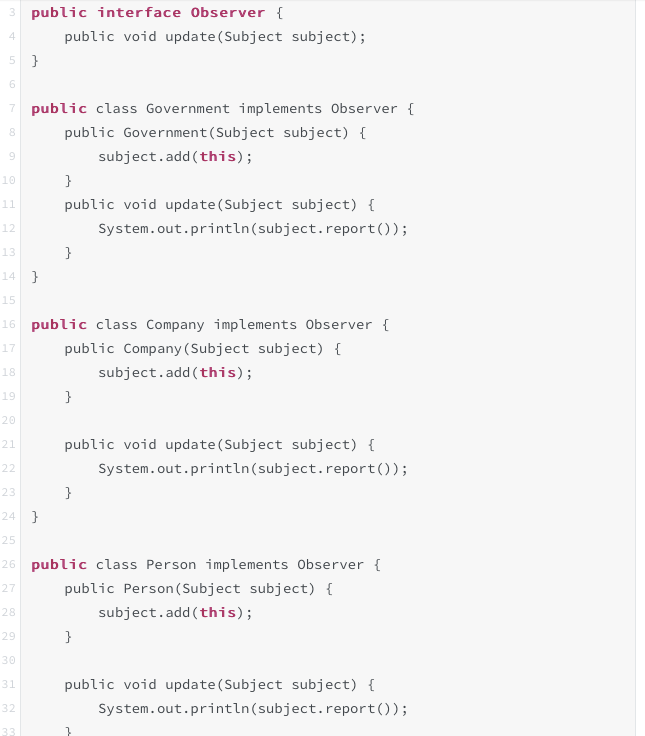 3 public interface Observer {
4     public void update(Subject subject);
5 }
6
7 public class Government implements Observer {
8     public Government(Subject subject) {
9         subject.add(this);
10     }
11     public void update(Subject subject) {
12         System.out.println(subject.report());
13     }
14 }
15
16 public class Company implements Observer {
17     public Company(Subject subject) {
18         subject.add(this);
19     }
20
21     public void update(Subject subject) {
22         System.out.println(subject.report());
23     }
24 }
25
26 public class Person implements Observer {
27     public Person(Subject subject) {
28         subject.add(this);
29     }
30
31     public void update(Subject subject) {
32         System.out.println(subject.report());
33     }